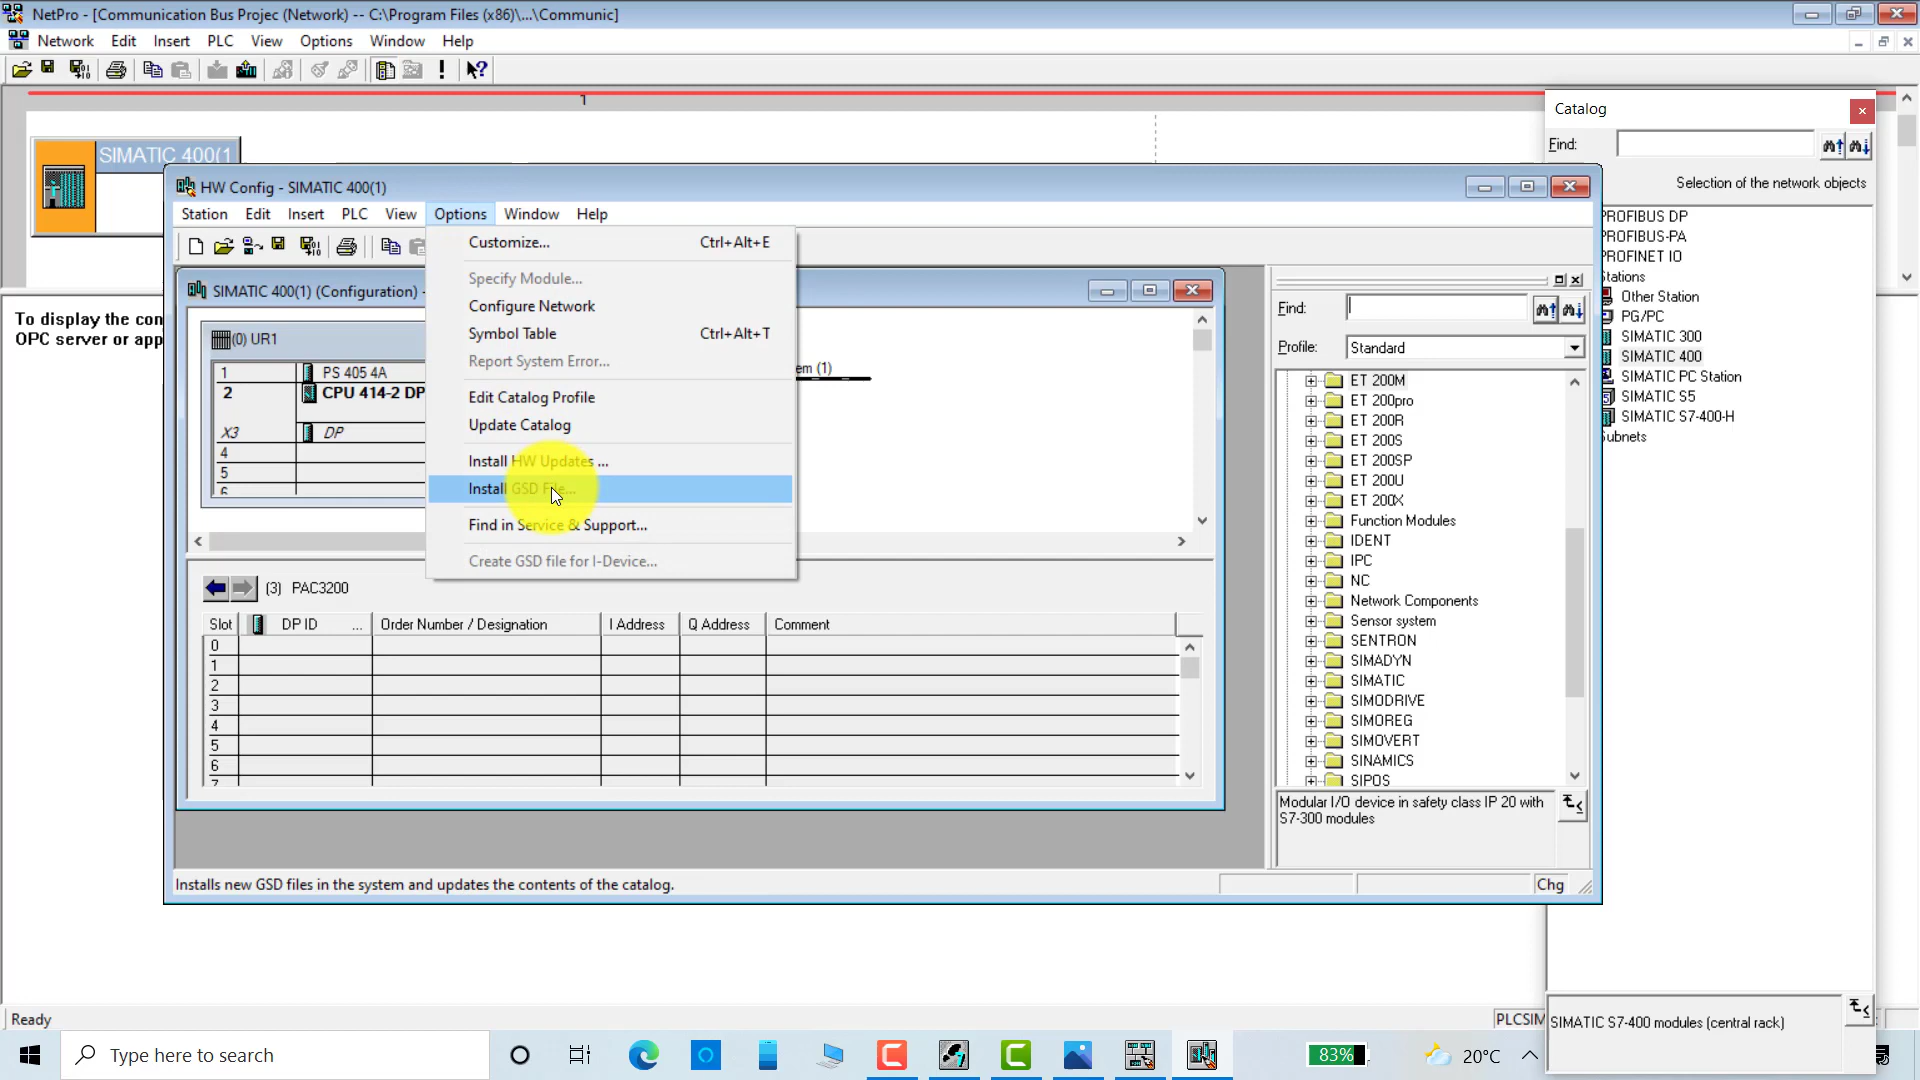 NetPro - [Communication Bus Projec (Network) -- C:\Program Files (x86)\...\Communic]
Network Edit Insert PLC View Options Window Help
1
SIMATIC 400(1
To display the con
OPC server or app
HW Config - SIMATIC 400(1)
Station Edit Insert PLC View Options Window Help
Customize... Ctrl+Alt+E
Specify Module...
Configure Network
Symbol Table Ctrl+Alt+T
Report System Error...
Edit Catalog Profile
Update Catalog
Install HW Updates ...
Install GSD File...
Find in Service & Support...
Create GSD file for I-Device...
SIMATIC 400(1) (Configuration) -
(0) UR1
1 PS 405 4A
2 CPU 414-2 DP
X3 DP
4
5
6
em (1)
(3) PAC3200
Slot DP ID ... Order Number / Designation I Address Q Address Comment
0
1
2
3
4
5
6
7
Find:
Profile: Standard
ET 200M
ET 200pro
ET 200R
ET 200S
ET 200SP
ET 200U
ET 200X
Function Modules
IDENT
IPC
NC
Network Components
Sensor system
SENTRON
SIMADYN
SIMATIC
SIMODRIVE
SIMOREG
SIMOVERT
SINAMICS
SIPOS
Modular I/O device in safety class IP 20 with
S7-300 modules
Installs new GSD files in the system and updates the contents of the catalog.
Chg
Catalog
Find:
Selection of the network objects
PROFIBUS DP
PROFIBUS-PA
PROFINET IO
Stations
Other Station
PG/PC
SIMATIC 300
SIMATIC 400
SIMATIC PC Station
SIMATIC S5
SIMATIC S7-400-H
Subnets
SIMATIC S7-400 modules (central rack)
Ready
PLCSIM
Type here to search
83%
20°C